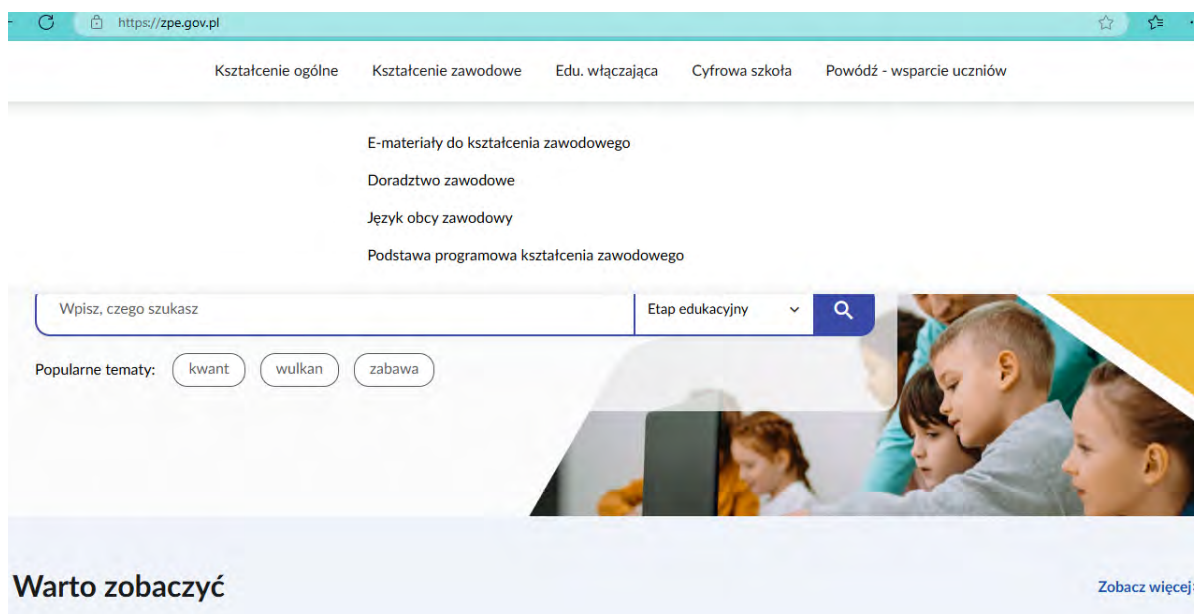 https://zpe.gov.pl
Kształcenie ogólne Kształcenie zawodowe Edu. włączająca Cyfrowa szkoła Powódź - wsparcie uczniów
E-materiały do kształcenia zawodowego
Doradztwo zawodowe
Język obcy zawodowy
Podstawa programowa kształcenia zawodowego
Wpisz, czego szukasz Etap edukacyjny
Popularne tematy: kwant wulkan zabawa
Warto zobaczyć Zobacz więcej